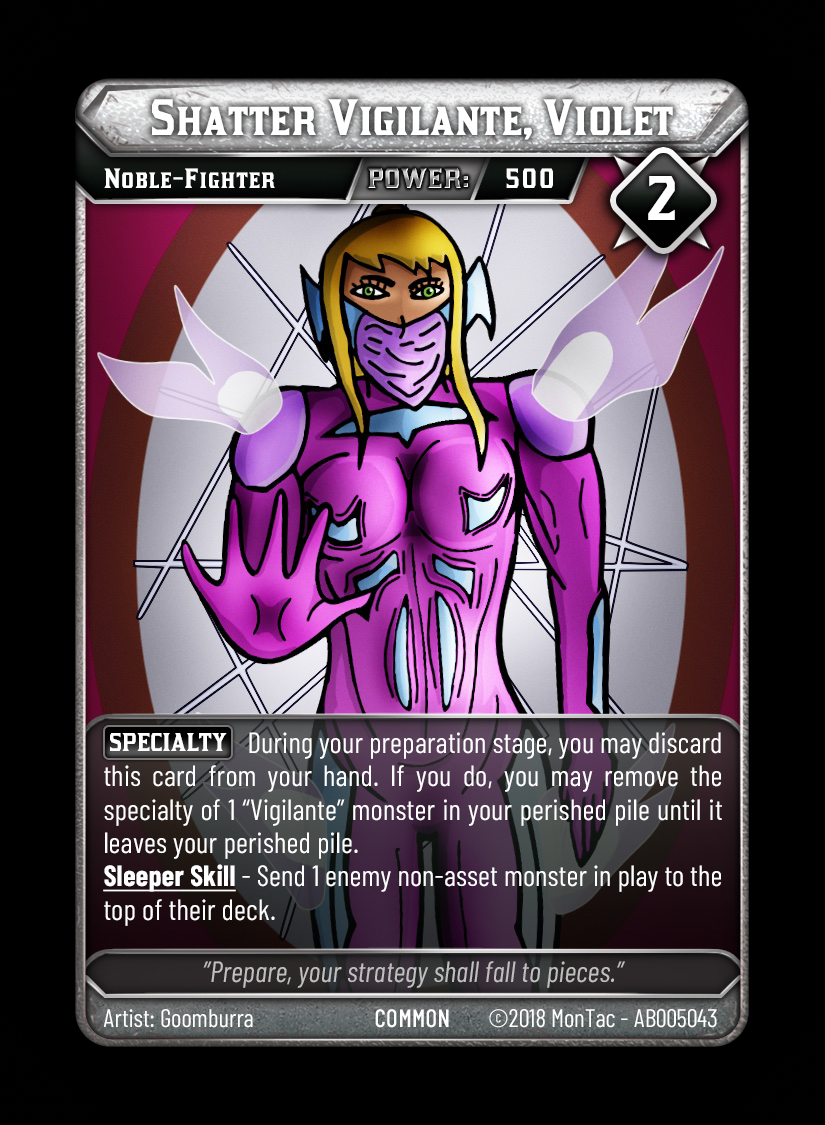 Shatter Vigilante, Violet
Noble-Fighter POWER: 500
2
SPECIALTY During your preparation stage, you may discard
this card from your hand. If you do, you may remove the
specialty of 1 “Vigilante” monster in your perished pile until it
leaves your perished pile.
Sleeper Skill - Send 1 enemy non-asset monster in play to the
top of their deck.
“Prepare, your strategy shall fall to pieces.”
Artist: Goomburra COMMON ©2018 MonTac - AB005043